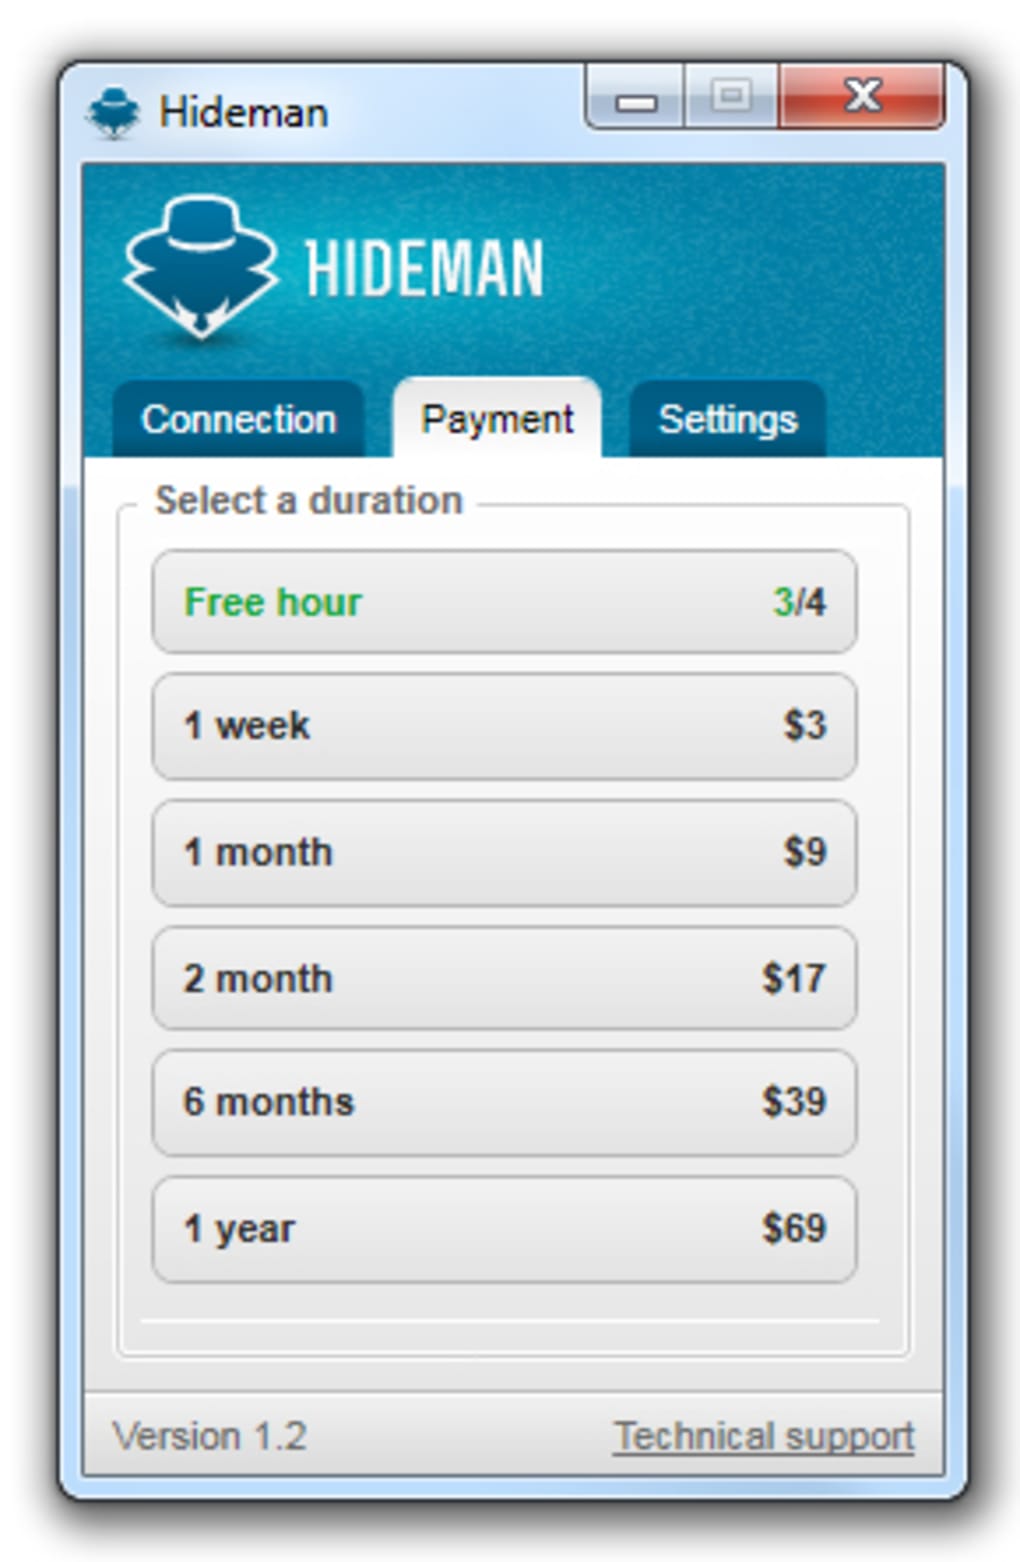 Hideman
HIDEMAN
Connection Payment Settings
Select a duration
Free hour 3/4
1 week $3
1 month $9
2 month $17
6 months $39
1 year $69
Version 1.2 Technical support